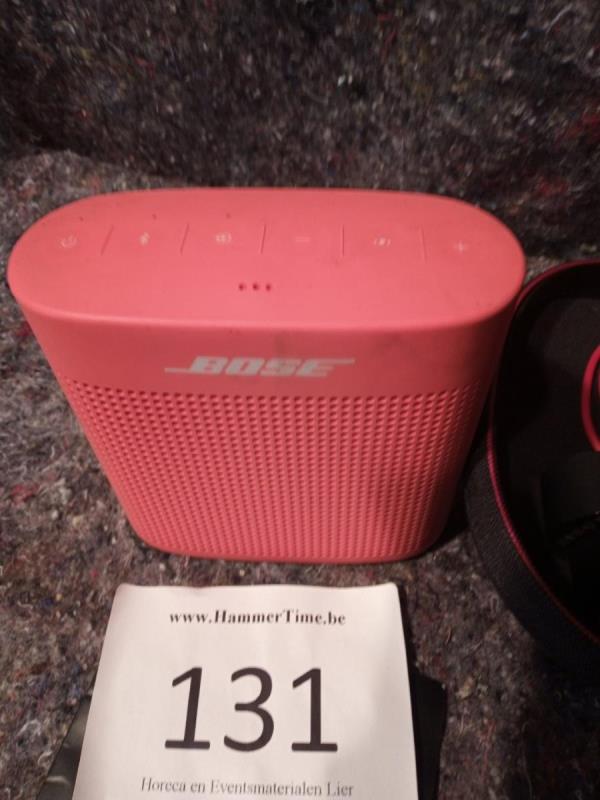 BOSE
www.HammerTime.be
131
Horeca en Eventsmaterialen Lier